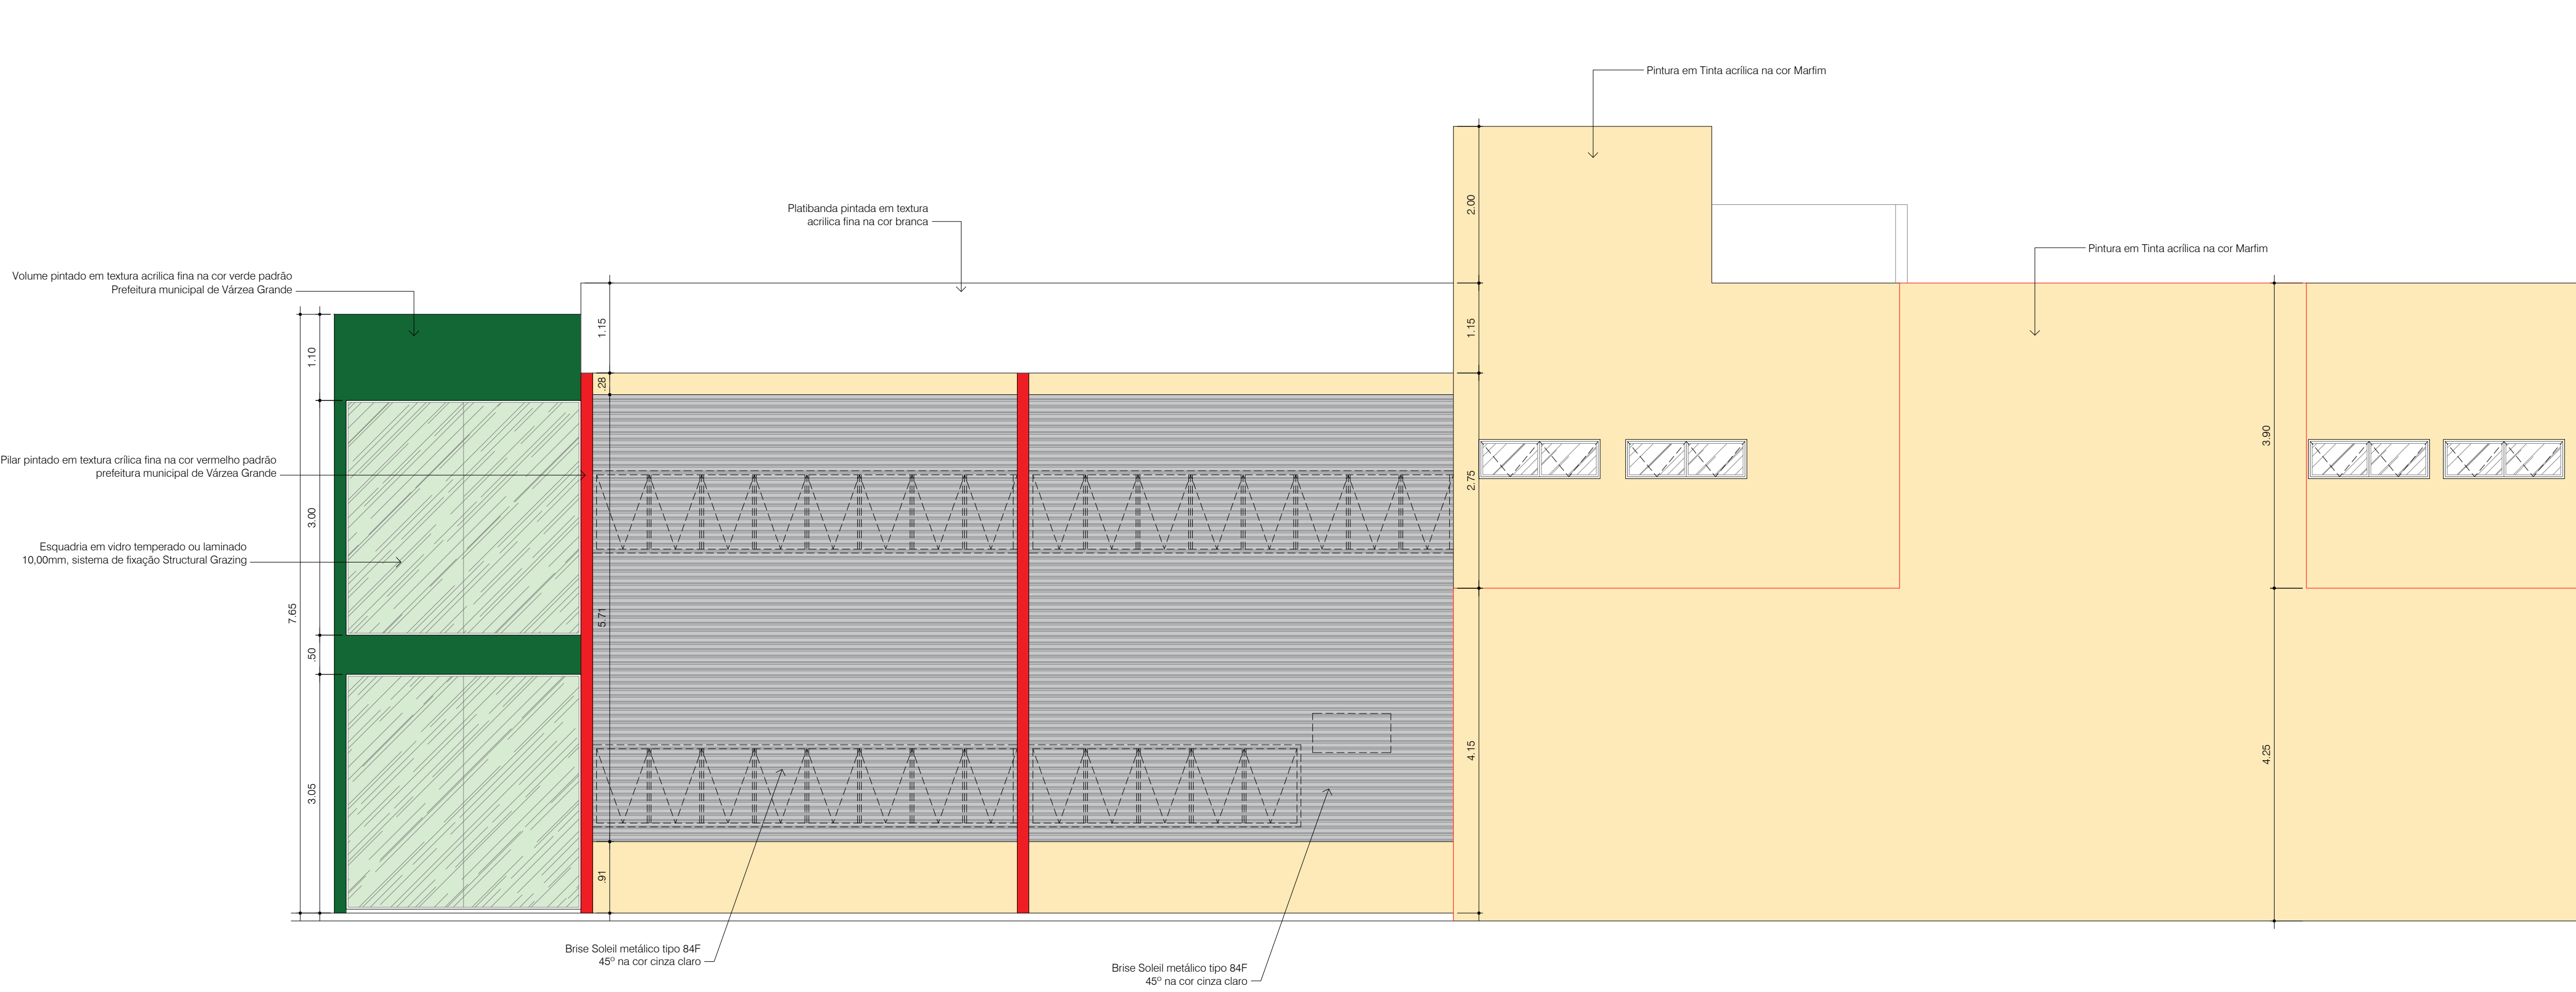 Pintura em Tinta acrílica na cor Marfim
2.00
Platibanda pintada em textura
acrilica fina na cor branca
Pintura em Tinta acrílica na cor Marfim
Volume pintado em textura acrilica fina na cor verde padrão
Prefeitura municipal de Várzea Grande
1.10
1.15
1.15
.28
3.90
Pilar pintado em textura crílica fina na cor vermelho padrão
prefeitura municipal de Várzea Grande
2.75
3.00
Esquadria em vidro temperado ou laminado
10,00mm, sistema de fixação Structural Grazing
7.65
5.71
.50
4.15
4.25
3.05
.91
Brise Soleil metálico tipo 84F
45º na cor cinza claro
Brise Soleil metálico tipo 84F
45º na cor cinza claro